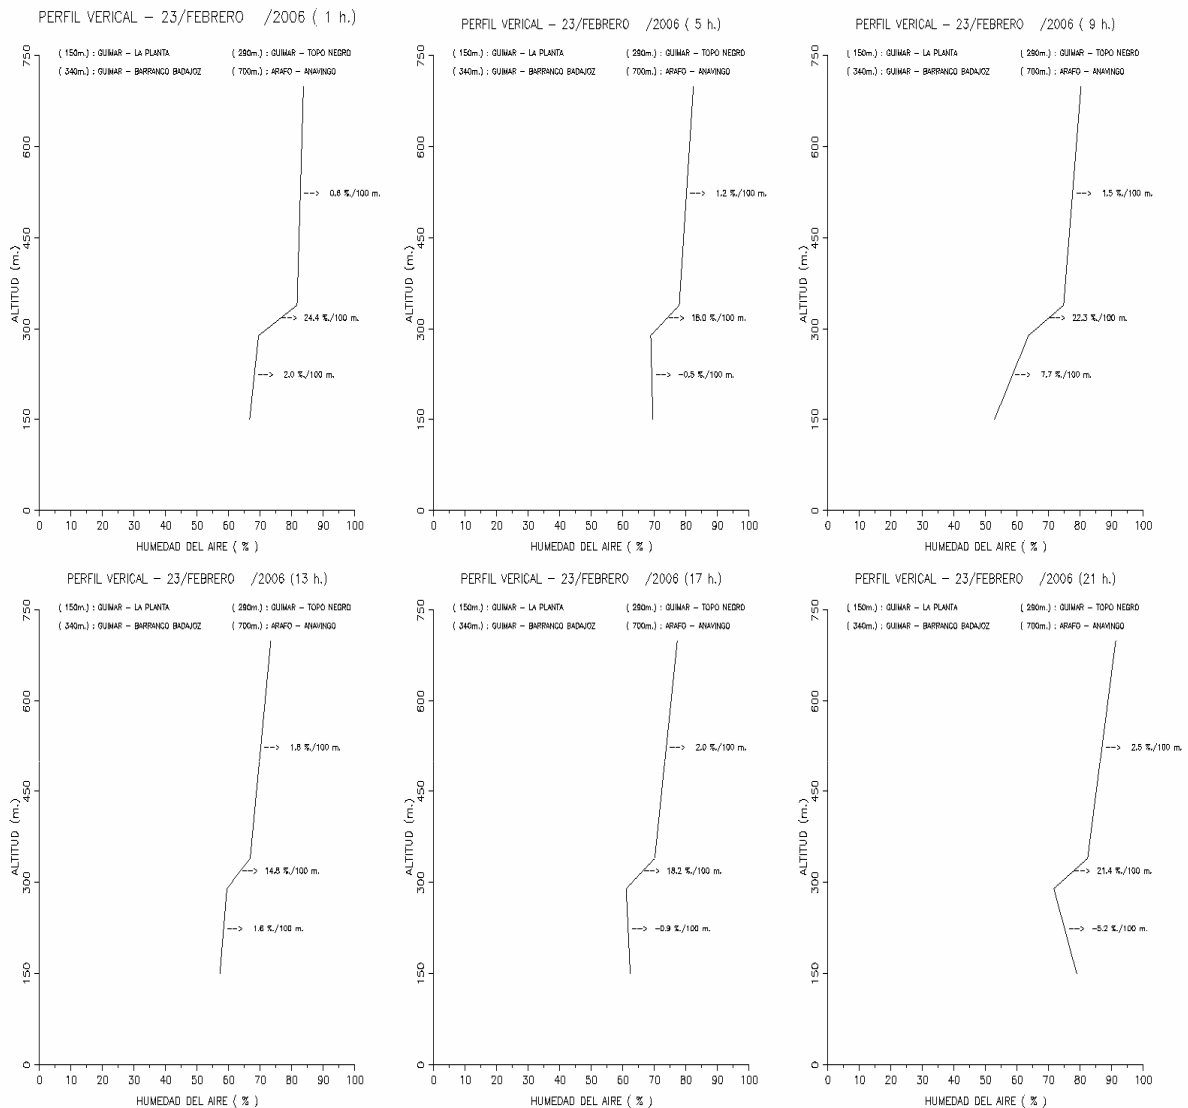 PERFIL VERICAL – 23/FEBRERO /2006 ( 1 h.)
( 150m.) : GUIMAR – LA PLANTA ( 290m.) : GUIMAR – TOPO NEGRO
( 340m.) : GUIMAR – BARRANCO BADAJOZ ( 700m.) : ARAFO – ANAVINGO
750
600
450
300
150
0
ALTITUD (m.)
---> 0.6 %./100 m.
---> 24.4 %./100 m.
---> 2.0 %./100 m.
0 10 20 30 40 50 60 70 80 90 100
HUMEDAD DEL AIRE ( % )
PERFIL VERICAL – 23/FEBRERO /2006 ( 5 h.)
( 150m.) : GUIMAR – LA PLANTA ( 290m.) : GUIMAR – TOPO NEGRO
( 340m.) : GUIMAR – BARRANCO BADAJOZ ( 700m.) : ARAFO – ANAVINGO
750
600
450
300
150
0
ALTITUD (m.)
---> 1.2 %./100 m.
---> 18.0 %./100 m.
---> -0.5 %./100 m.
0 10 20 30 40 50 60 70 80 90 100
HUMEDAD DEL AIRE ( % )
PERFIL VERICAL – 23/FEBRERO /2006 ( 9 h.)
( 150m.) : GUIMAR – LA PLANTA ( 290m.) : GUIMAR – TOPO NEGRO
( 340m.) : GUIMAR – BARRANCO BADAJOZ ( 700m.) : ARAFO – ANAVINGO
750
600
450
300
150
0
ALTITUD (m.)
---> 1.5 %./100 m.
---> 22.3 %./100 m.
---> 7.7 %./100 m.
0 10 20 30 40 50 60 70 80 90 100
HUMEDAD DEL AIRE ( % )
PERFIL VERICAL – 23/FEBRERO /2006 (13 h.)
( 150m.) : GUIMAR – LA PLANTA ( 290m.) : GUIMAR – TOPO NEGRO
( 340m.) : GUIMAR – BARRANCO BADAJOZ ( 700m.) : ARAFO – ANAVINGO
750
600
450
300
150
0
ALTITUD (m.)
---> 1.8 %./100 m.
---> 14.8 %./100 m.
---> 1.6 %./100 m.
0 10 20 30 40 50 60 70 80 90 100
HUMEDAD DEL AIRE ( % )
PERFIL VERICAL – 23/FEBRERO /2006 (17 h.)
( 150m.) : GUIMAR – LA PLANTA ( 290m.) : GUIMAR – TOPO NEGRO
( 340m.) : GUIMAR – BARRANCO BADAJOZ ( 700m.) : ARAFO – ANAVINGO
750
600
450
300
150
0
ALTITUD (m.)
---> 2.0 %./100 m.
---> 18.2 %./100 m.
---> -0.9 %./100 m.
0 10 20 30 40 50 60 70 80 90 100
HUMEDAD DEL AIRE ( % )
PERFIL VERICAL – 23/FEBRERO /2006 (21 h.)
( 150m.) : GUIMAR – LA PLANTA ( 290m.) : GUIMAR – TOPO NEGRO
( 340m.) : GUIMAR – BARRANCO BADAJOZ ( 700m.) : ARAFO – ANAVINGO
750
600
450
300
150
0
ALTITUD (m.)
---> 2.5 %./100 m.
---> 21.4 %./100 m.
---> -5.2 %./100 m.
0 10 20 30 40 50 60 70 80 90 100
HUMEDAD DEL AIRE ( % )